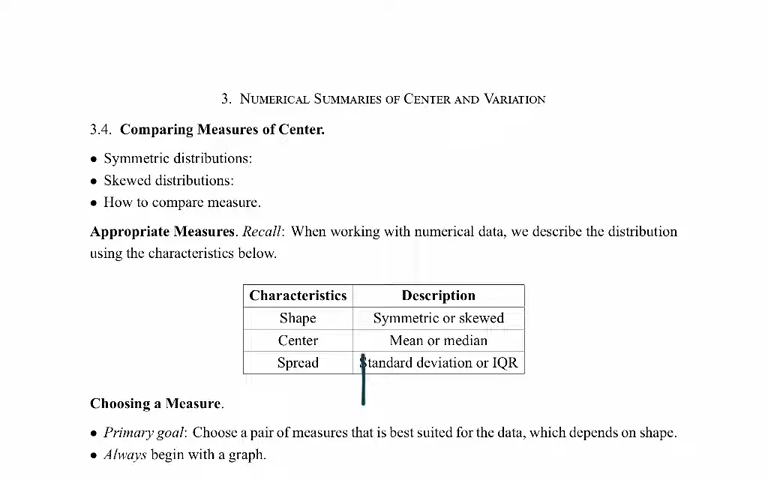 3. Numerical Summaries of Center and Variation
3.4. Comparing Measures of Center.
• Symmetric distributions:
• Skewed distributions:
• How to compare measure.
Appropriate Measures. Recall: When working with numerical data, we describe the distribution
using the characteristics below.
Characteristics Description
Shape Symmetric or skewed
Center Mean or median
Spread Standard deviation or IQR
Choosing a Measure.
• Primary goal: Choose a pair of measures that is best suited for the data, which depends on shape.
• Always begin with a graph.